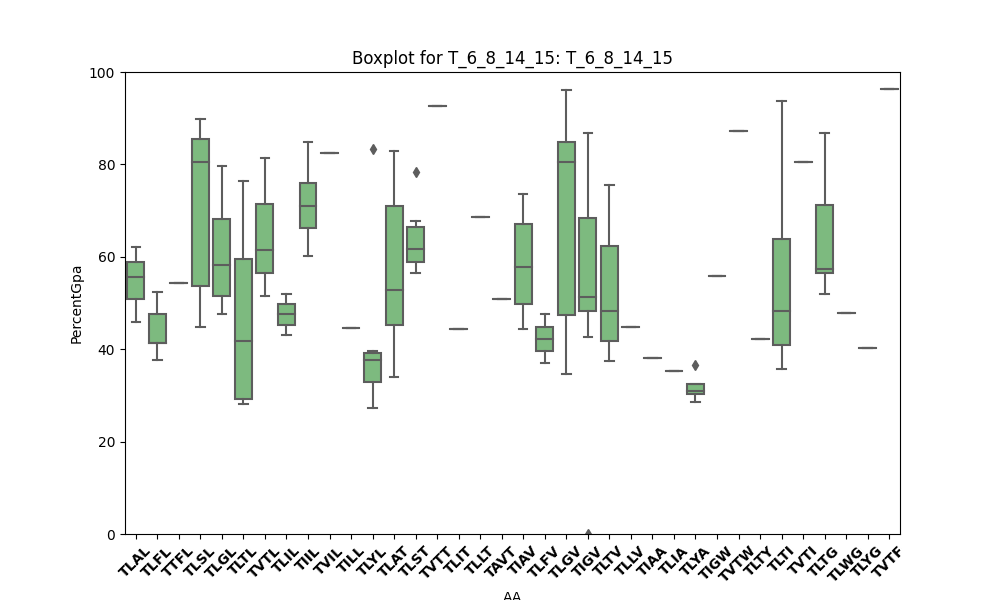 Boxplot for T_6_8_14_15: T_6_8_14_15
100
80
60
40
20
0
PercentGpa
TLAL TLFL TTFL TLSL TLGL TLTL TVTL TLIL TIIL TVIL TILL TLYL TLAT TLST TVTT TLIT TLLT TAVT TIAV TLFV TLGV TIGV TLTV TLLV TIAA TLIA TLYA TIGW TVTW TLTY TLTI TVTI TLTG TLWG TLYG TVTF
AA